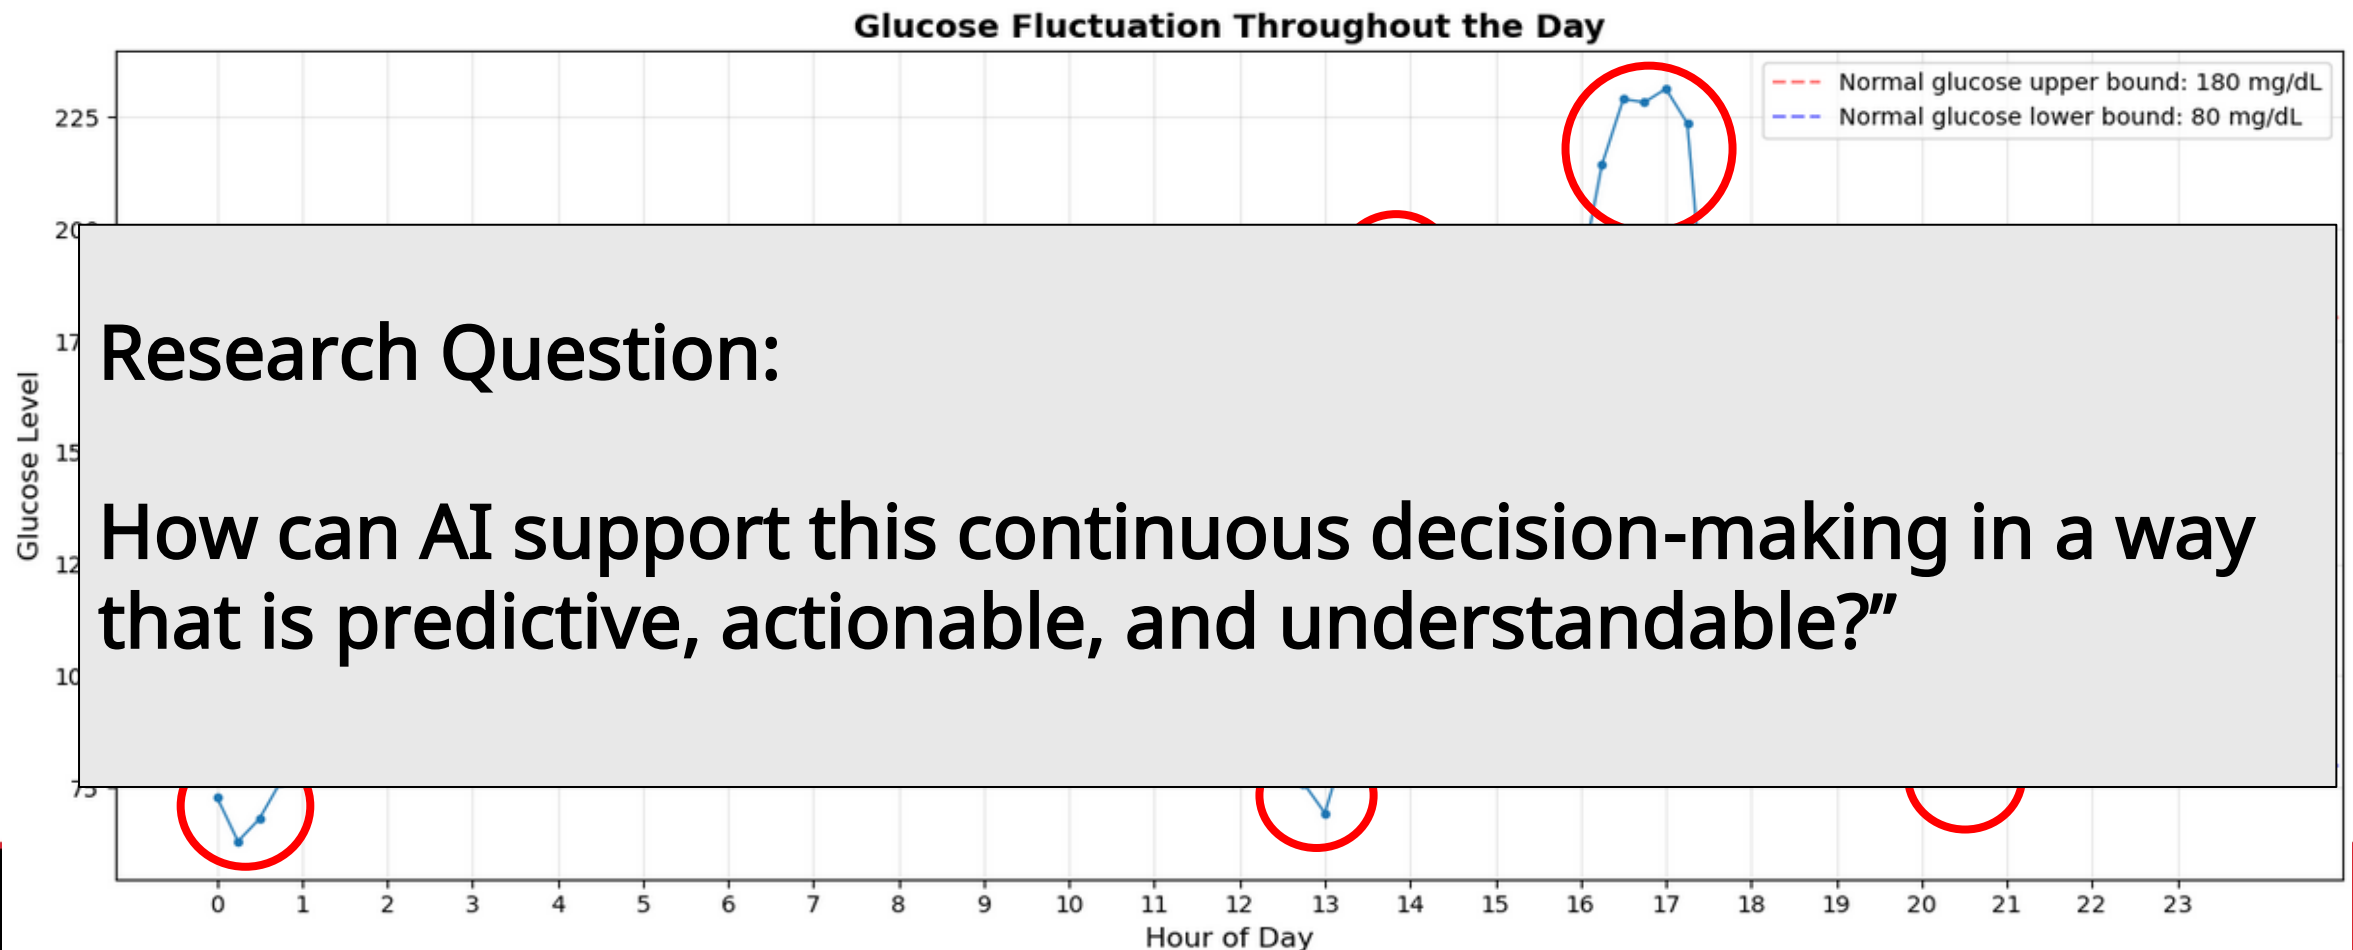 Glucose Fluctuation Throughout the Day
Normal glucose upper bound: 180 mg/dL
Normal glucose lower bound: 80 mg/dL
225
Glucose Level
Research Question:
How can AI support this continuous decision-making in a way
that is predictive, actionable, and understandable?”
75
0 1 2 3 4 5 6 7 8 9 10 11 12 13 14 15 16 17 18 19 20 21 22 23
Hour of Day